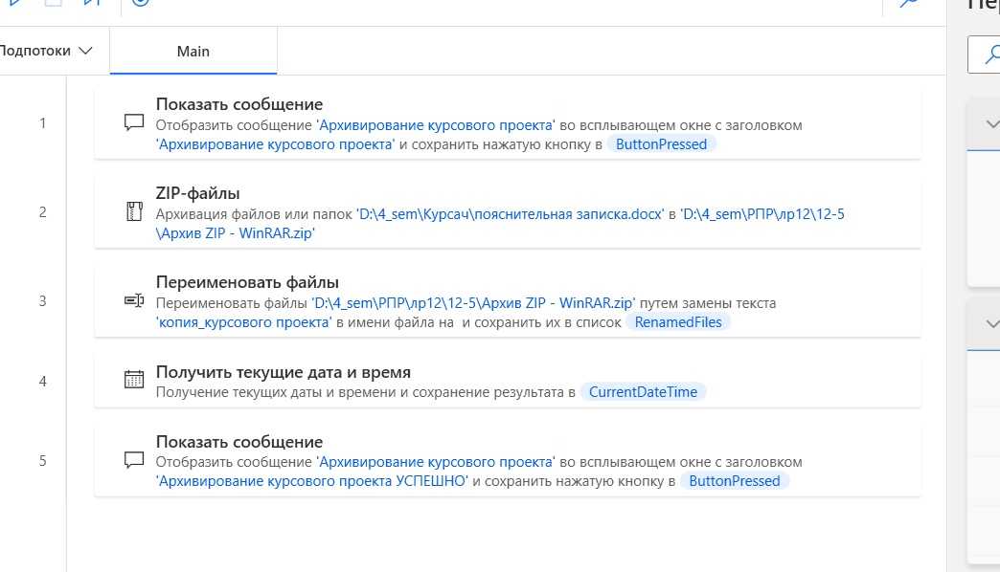 Подпотоки
Main
1
Показать сообщение
Отобразить сообщение 'Архивирование курсового проекта' во всплывающем окне с заголовком
'Архивирование курсового проекта' и сохранить нажатую кнопку в ButtonPressed
2
ZIP-файлы
Архивация файлов или папок 'D:\4_sem\Курсач\пояснительная записка.docx' в 'D:\4_sem\РПР\лр12\12-5
\Архив ZIP - WinRAR.zip'
3
Переименовать файлы
Переименовать файлы 'D:\4_sem\РПР\лр12\12-5\Архив ZIP - WinRAR.zip' путем замены текста
'копия_курсового проекта' в имени файла на  и сохранить их в список RenamedFiles
4
Получить текущие дата и время
Получение текущих даты и времени и сохранение результата в CurrentDateTime
5
Показать сообщение
Отобразить сообщение 'Архивирование курсового проекта' во всплывающем окне с заголовком
'Архивирование курсового проекта УСПЕШНО' и сохранить нажатую кнопку в ButtonPressed